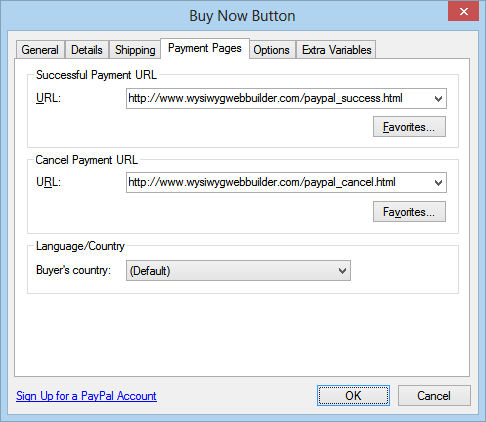 Buy Now Button
General Details Shipping Payment Pages Options Extra Variables
Successful Payment URL
URL: http://www.wysiwygwebbuilder.com/paypal_success.html
Favorites...
Cancel Payment URL
URL: http://www.wysiwygwebbuilder.com/paypal_cancel.html
Favorites...
Language/Country
Buyer's country: (Default)
Sign Up for a PayPal Account OK Cancel